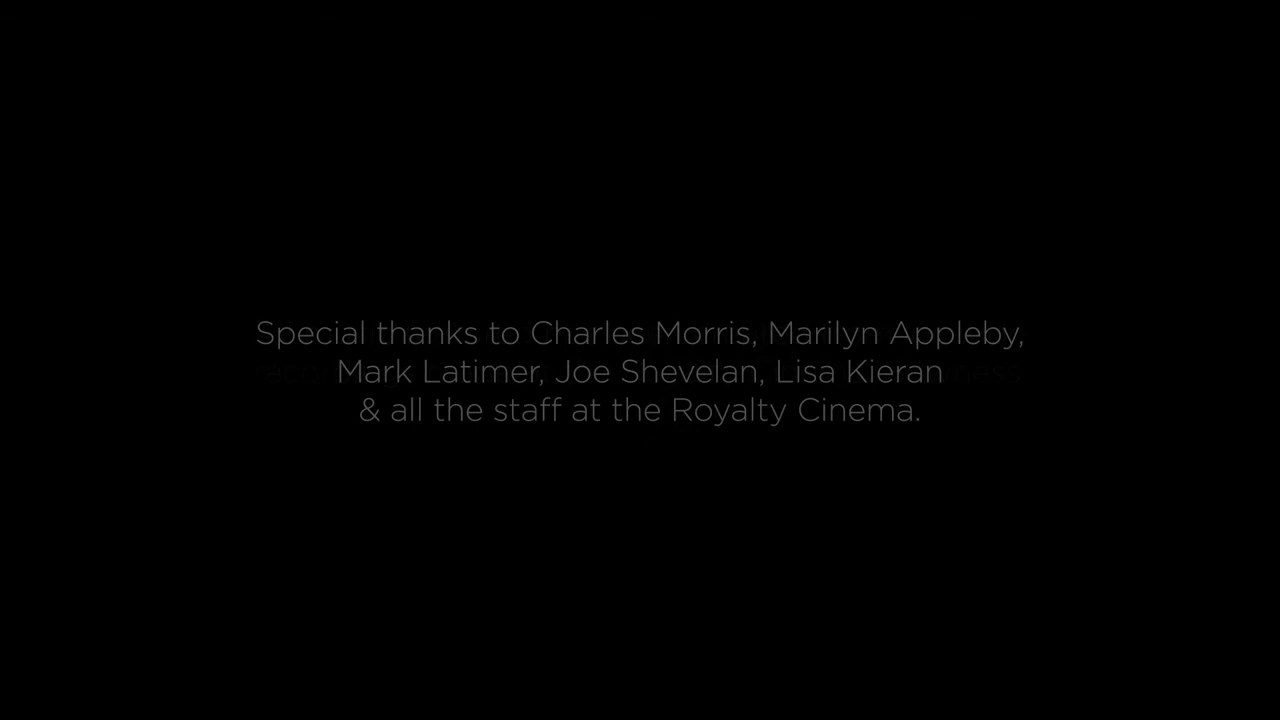 Special thanks to Charles Morris, Marilyn Appleby,
Mark Latimer, Joe Shevelan, Lisa Kieran
& all the staff at the Royalty Cinema.